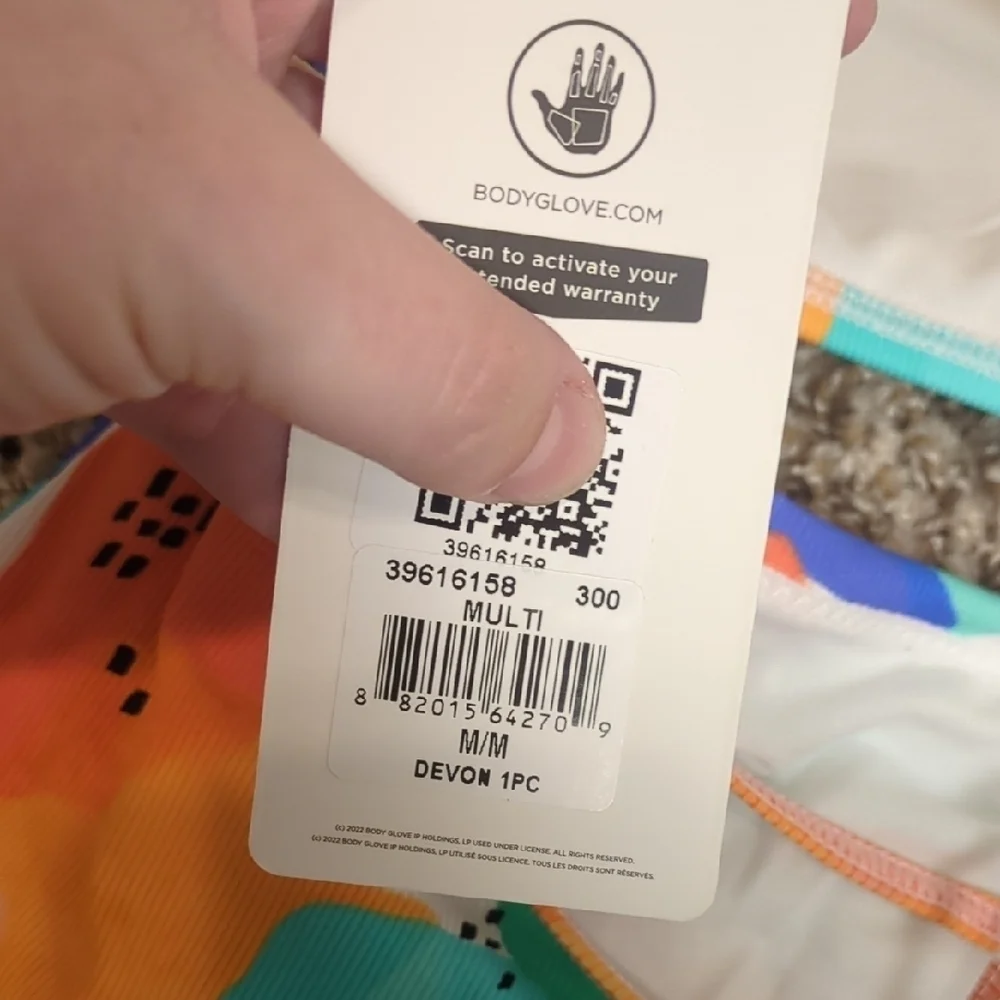 BODYGLOVE.COM
Scan to activate your
warranty
39616158
39616158 300
MULTI
8 82015 64270 9
M/M
DEVON 1PC
(c) 2022 BODY GLOVE IP HOLDINGS, LP USED UNDER LICENSE. ALL RIGHTS RESERVED.
(c) 2022 BODY GLOVE IP HOLDINGS, LP UTILISÉ SOUS LICENCE. TOUS LES DROITS SONT RÉSERVÉS.